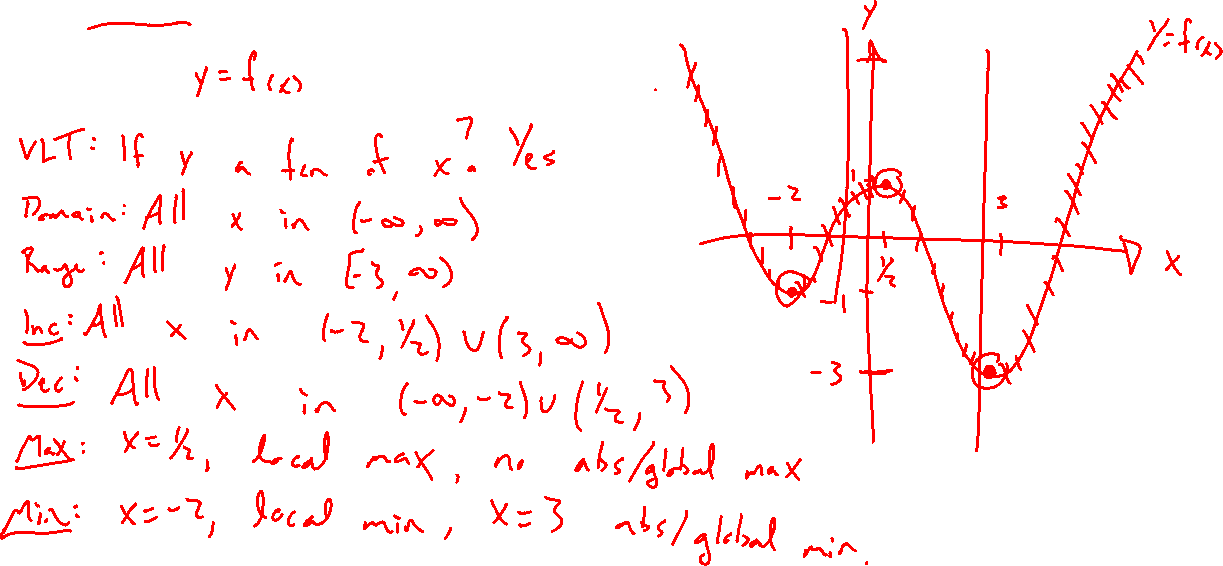 y = f(x)
VLT: If y a fcn of x? Yes
Domain: All x in (-∞, ∞)
Range: All y in [-3, ∞)
Inc: All x in (-2, 1/2) ∪ (3, ∞)
Dec: All x in (-∞, -2) ∪ (1/2, 3)
Max: x = 1/2, local max, no abs/global max
Min: x = -2, local min, x = 3 abs/global min.
Y
Y = f(x)
1
-2
3
1/2
X
-1
-3